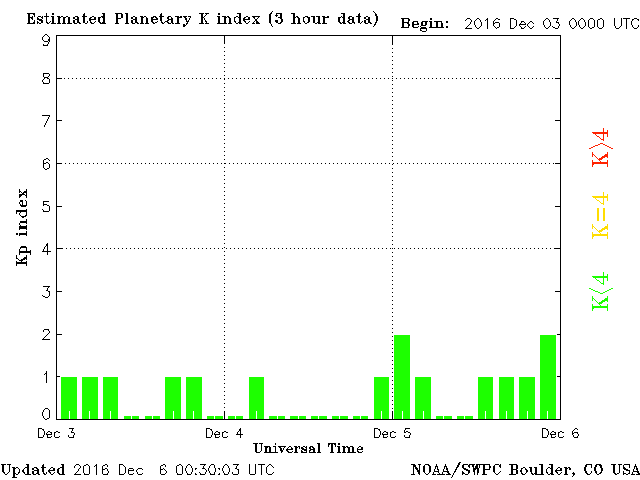 Estimated Planetary K index (3 hour data)
Begin: 2016 Dec 03 0000 UTC
9
8
7
6
5
4
3
2
1
0
Kp index
K>4
K=4
K<4
Dec 3
Dec 4
Dec 5
Dec 6
Universal Time
Updated 2016 Dec 6 00:30:03 UTC
NOAA/SWPC Boulder, CO USA